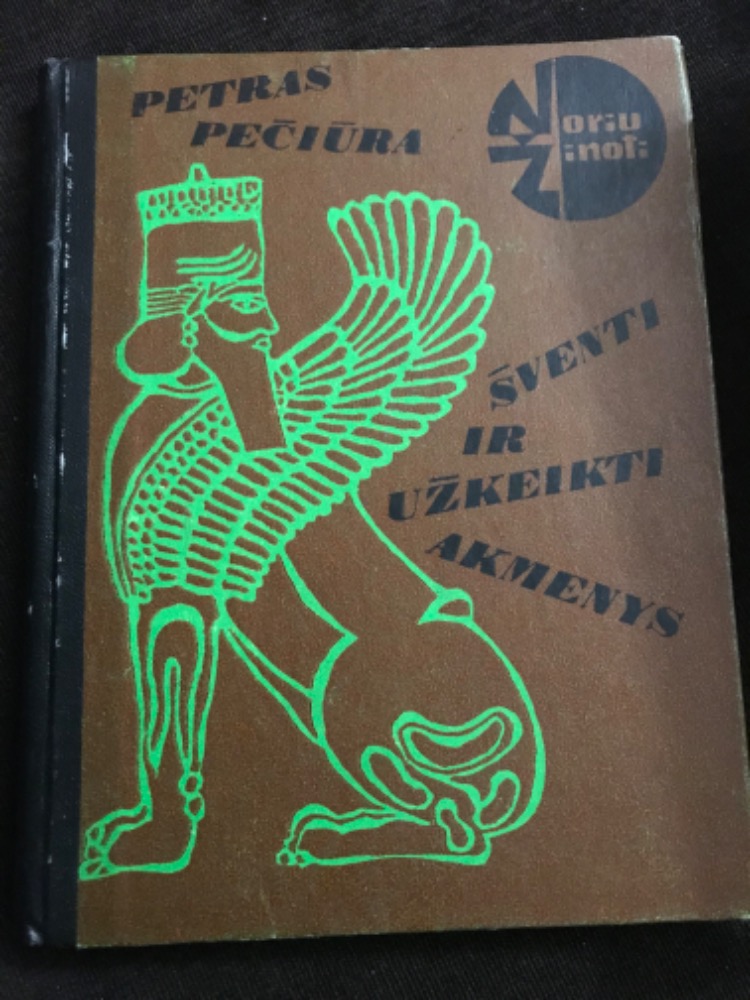 PETRAS
PEČIŪRA
Noriu
Žinoti
ŠVENTI
IR
UŽKEIKTI
AKMENYS